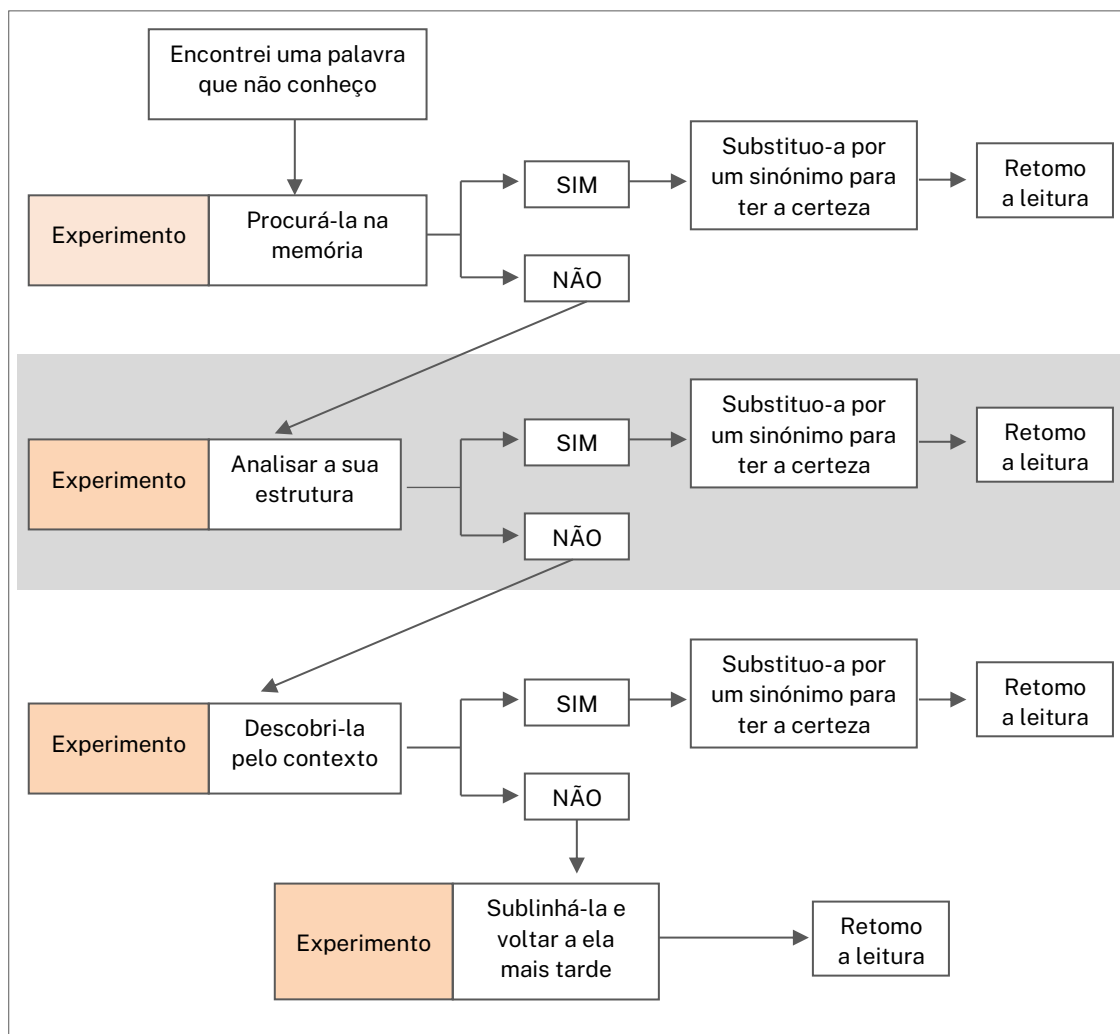 Encontrei uma palavra
que não conheço
Experimento
Procurá-la na
memória
SIM
Substituo-a por
um sinónimo para
ter a certeza
Retomo
a leitura
NÃO
Experimento
Analisar a sua
estrutura
SIM
Substituo-a por
um sinónimo para
ter a certeza
Retomo
a leitura
NÃO
Experimento
Descobri-la
pelo contexto
SIM
Substituo-a por
um sinónimo para
ter a certeza
Retomo
a leitura
NÃO
Experimento
Sublinhá-la e
voltar a ela
mais tarde
Retomo
a leitura